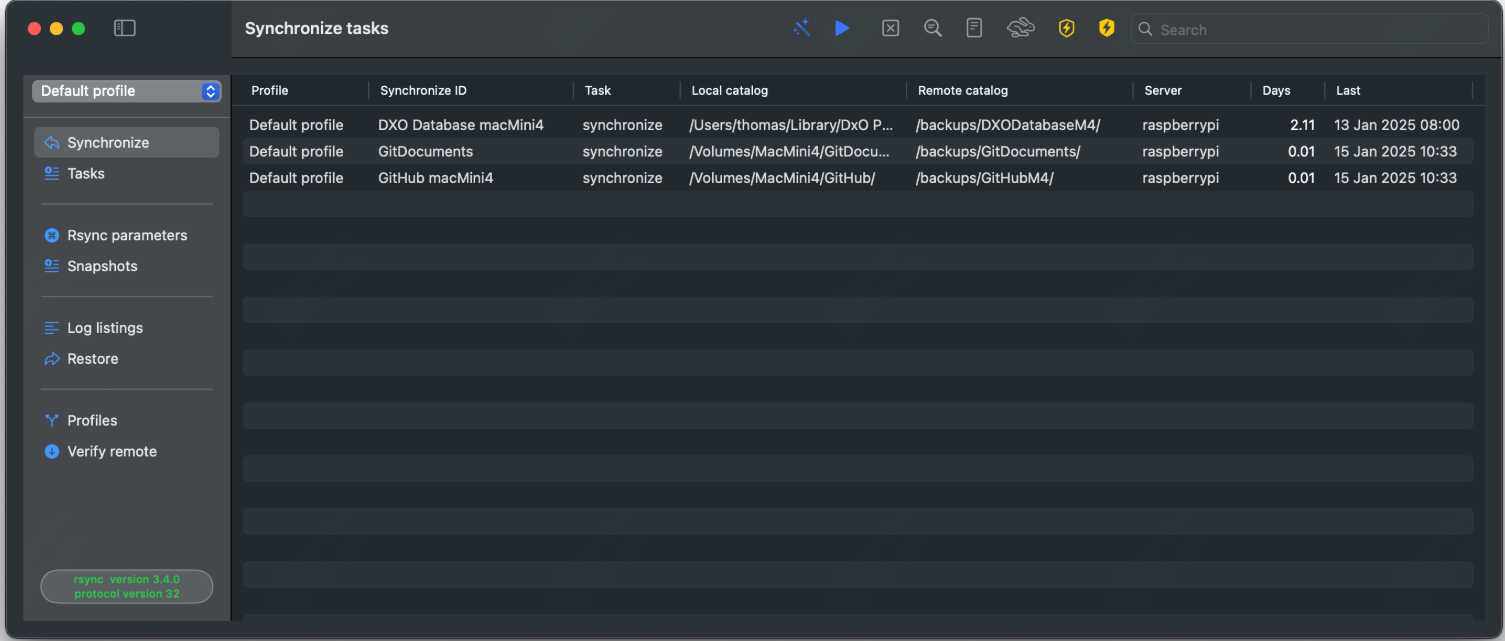 Synchronize tasks
Search
Default profile
Synchronize
Tasks
Rsync parameters
Snapshots
Log listings
Restore
Profiles
Verify remote
rsync version 3.4.0
protocol version 32
Profile Synchronize ID Task Local catalog Remote catalog Server Days Last
Default profile DXO Database macMini4 synchronize /Users/thomas/Library/DxO P... /backups/DXODatabaseM4/ raspberrypi 2.11 13 Jan 2025 08:00
Default profile GitDocuments synchronize /Volumes/MacMini4/GitDocu... /backups/GitDocuments/ raspberrypi 0.01 15 Jan 2025 10:33
Default profile GitHub macMini4 synchronize /Volumes/MacMini4/GitHub/ /backups/GitHubM4/ raspberrypi 0.01 15 Jan 2025 10:33